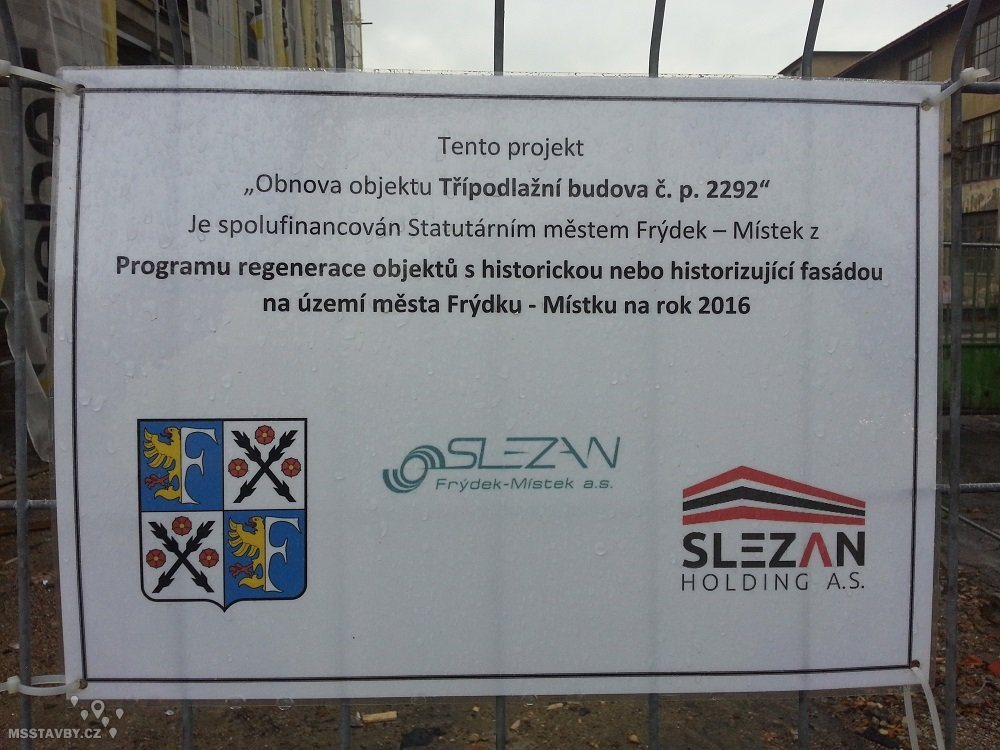 Tento projekt
„Obnova objektu Třípodlažní budova č. p. 2292“
Je spolufinancován Statutárním městem Frýdek – Místek z
Programu regenerace objektů s historickou nebo historizující fasádou
na území města Frýdku - Místku na rok 2016
F
F
SLEZAN
Frýdek-Místek a.s.
SLEZAN
HOLDING A.S.
MSSTAVBY.CZ